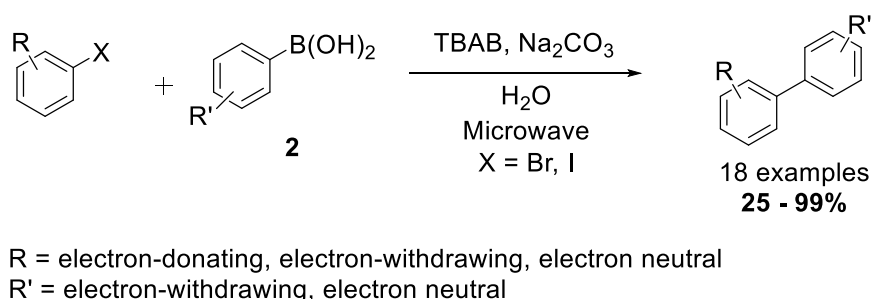 R
X
+
B(OH)2
R'
2
TBAB, Na2CO3
H2O
Microwave
X = Br, I
R
R'
18 examples
25 - 99%
R = electron-donating, electron-withdrawing, electron neutral
R' = electron-withdrawing, electron neutral